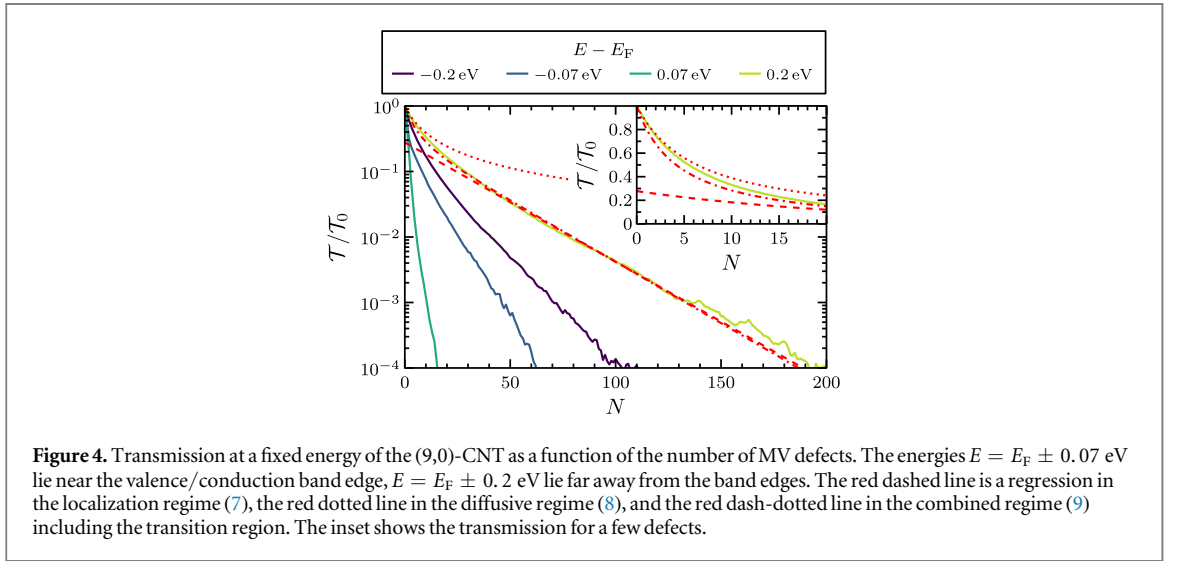 E − E_F
−0.2 eV −0.07 eV 0.07 eV 0.2 eV
10^0
10^−1
10^−2
10^−3
10^−4
T/T_0
0 50 100 150 200
N
0.8
0.6
0.4
0.2
0
T/T_0
0 5 10 15
N
Figure 4. Transmission at a fixed energy of the (9,0)-CNT as a function of the number of MV defects. The energies E = E_F ± 0.07 eV
lie near the valence/conduction band edge, E = E_F ± 0.2 eV lie far away from the band edges. The red dashed line is a regression in
the localization regime (7), the red dotted line in the diffusive regime (8), and the red dash-dotted line in the combined regime (9)
including the transition region. The inset shows the transmission for a few defects.